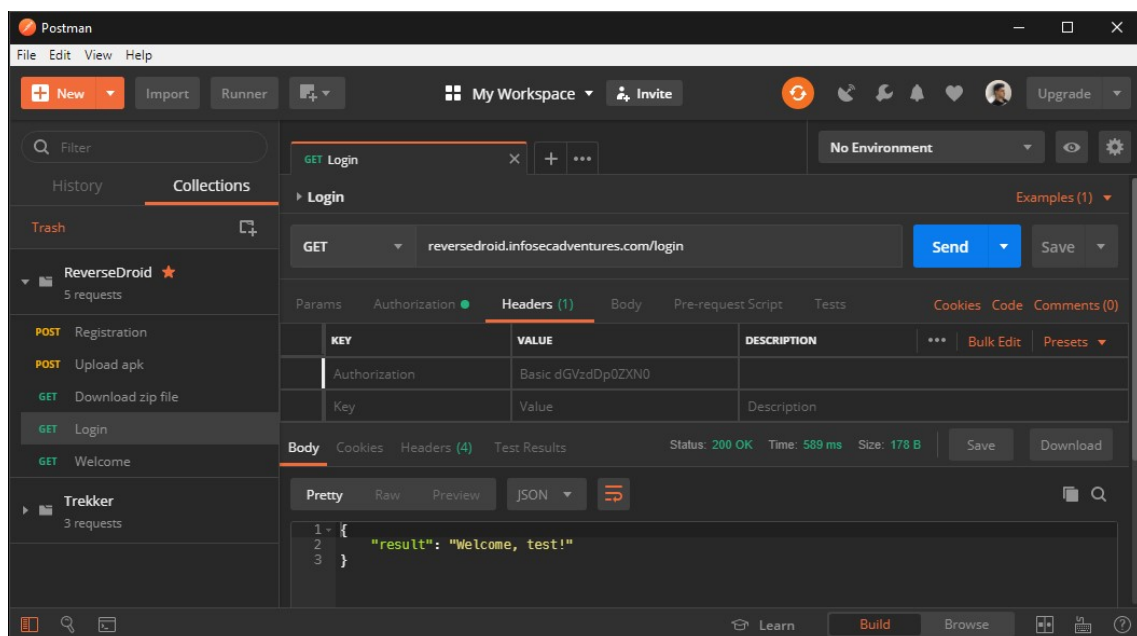 Postman
File Edit View Help
New Import Runner My Workspace Invite Upgrade
Filter
History Collections
Trash
ReverseDroid
5 requests
POST Registration
POST Upload apk
GET Download zip file
GET Login
GET Welcome
Trekker
3 requests
GET Login
No Environment
Login Examples (1)
GET reversedroid.infosecadventures.com/login Send Save
Params Authorization Headers (1) Body Pre-request Script Tests Cookies Code Comments (0)
KEY VALUE DESCRIPTION Bulk Edit Presets
Authorization Basic dGVzdDp0ZXN0
Key Value Description
Body Cookies Headers (4) Test Results Status: 200 OK Time: 589 ms Size: 178 B Save Download
Pretty Raw Preview JSON
1 {
2 "result": "Welcome, test!"
3 }
Learn Build Browse